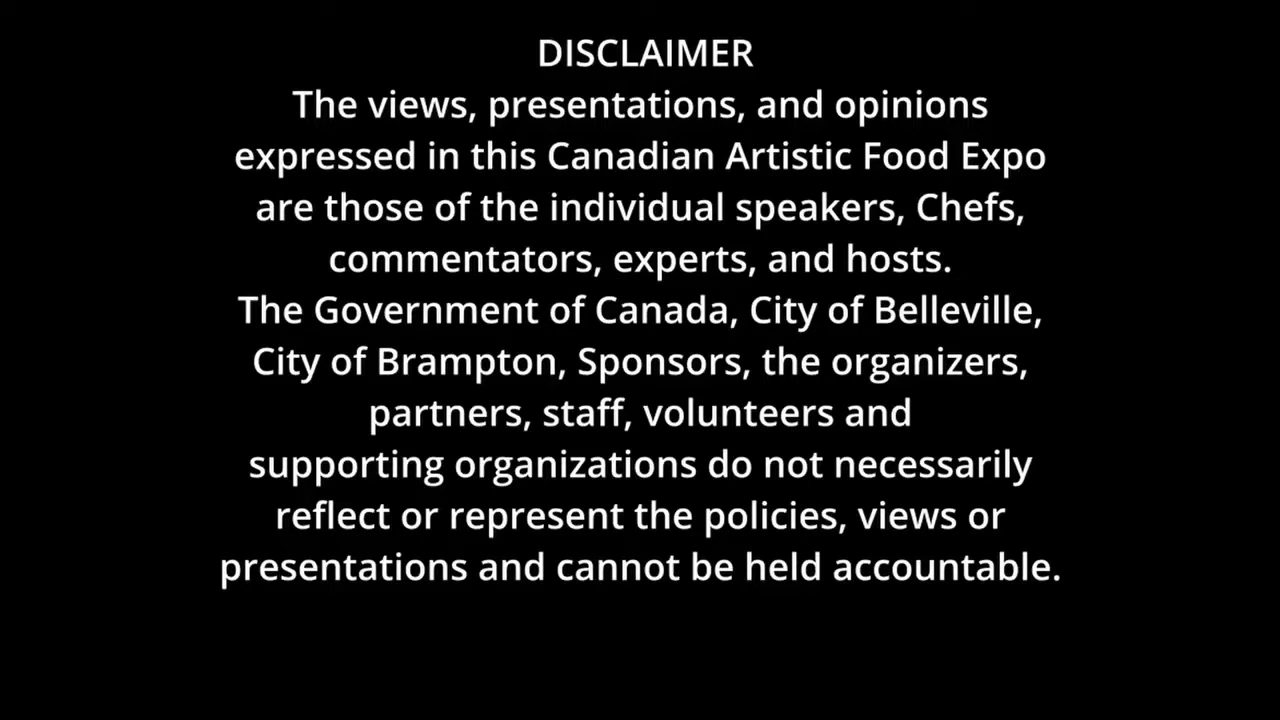 DISCLAIMER
The views, presentations, and opinions
expressed in this Canadian Artistic Food Expo
are those of the individual speakers, Chefs,
commentators, experts, and hosts.
The Government of Canada, City of Belleville,
City of Brampton, Sponsors, the organizers,
partners, staff, volunteers and
supporting organizations do not necessarily
reflect or represent the policies, views or
presentations and cannot be held accountable.